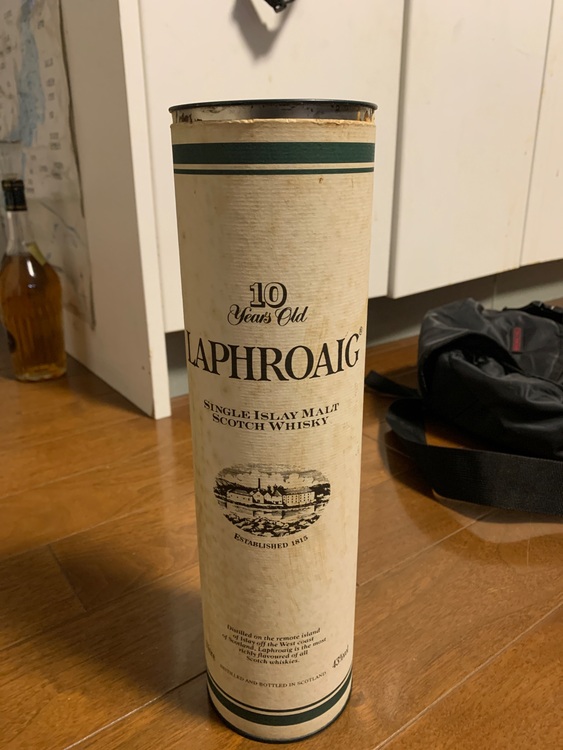 10
Years Old
LAPHROAIG®
SINGLE ISLAY MALT
SCOTCH WHISKY
ESTABLISHED 1815
Distilled on the remote island
of Islay off the West coast
of Scotland, Laphroaig is the most
richly flavoured of all
Scotch whiskies.
43%vol
DISTILLED AND BOTTLED IN SCOTLAND